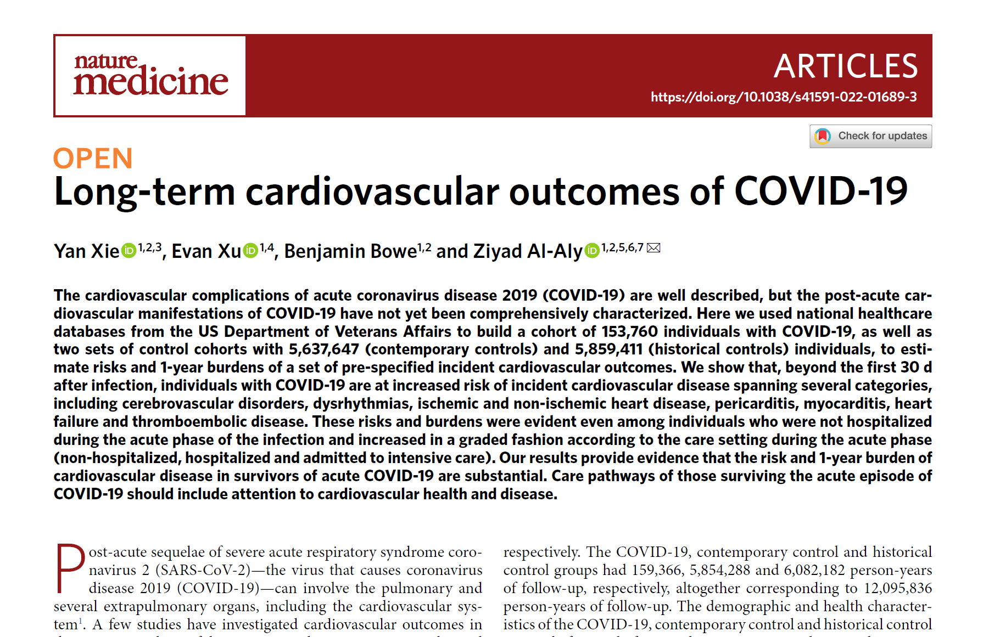 nature
medicine
ARTICLES
https://doi.org/10.1038/s41591-022-01689-3
Check for updates
OPEN
Long-term cardiovascular outcomes of COVID-19
Yan Xie iD 1,2,3, Evan Xu iD 1,4, Benjamin Bowe1,2 and Ziyad Al-Aly iD 1,2,5,6,7 ✉
The cardiovascular complications of acute coronavirus disease 2019 (COVID-19) are well described, but the post-acute car-
diovascular manifestations of COVID-19 have not yet been comprehensively characterized. Here we used national healthcare
databases from the US Department of Veterans Affairs to build a cohort of 153,760 individuals with COVID-19, as well as
two sets of control cohorts with 5,637,647 (contemporary controls) and 5,859,411 (historical controls) individuals, to esti-
mate risks and 1-year burdens of a set of pre-specified incident cardiovascular outcomes. We show that, beyond the first 30 d
after infection, individuals with COVID-19 are at increased risk of incident cardiovascular disease spanning several categories,
including cerebrovascular disorders, dysrhythmias, ischemic and non-ischemic heart disease, pericarditis, myocarditis, heart
failure and thromboembolic disease. These risks and burdens were evident even among individuals who were not hospitalized
during the acute phase of the infection and increased in a graded fashion according to the care setting during the acute phase
(non-hospitalized, hospitalized and admitted to intensive care). Our results provide evidence that the risk and 1-year burden of
cardiovascular disease in survivors of acute COVID-19 are substantial. Care pathways of those surviving the acute episode of
COVID-19 should include attention to cardiovascular health and disease.
Post-acute sequelae of severe acute respiratory syndrome coro-
navirus 2 (SARS-CoV-2)—the virus that causes coronavirus
disease 2019 (COVID-19)—can involve the pulmonary and
several extrapulmonary organs, including the cardiovascular sys-
tem1. A few studies have investigated cardiovascular outcomes in
respectively. The COVID-19, contemporary control and historical
control groups had 159,366, 5,854,288 and 6,082,182 person-years
of follow-up, respectively, altogether corresponding to 12,095,836
person-years of follow-up. The demographic and health character-
istics of the COVID-19, contemporary control and historical control